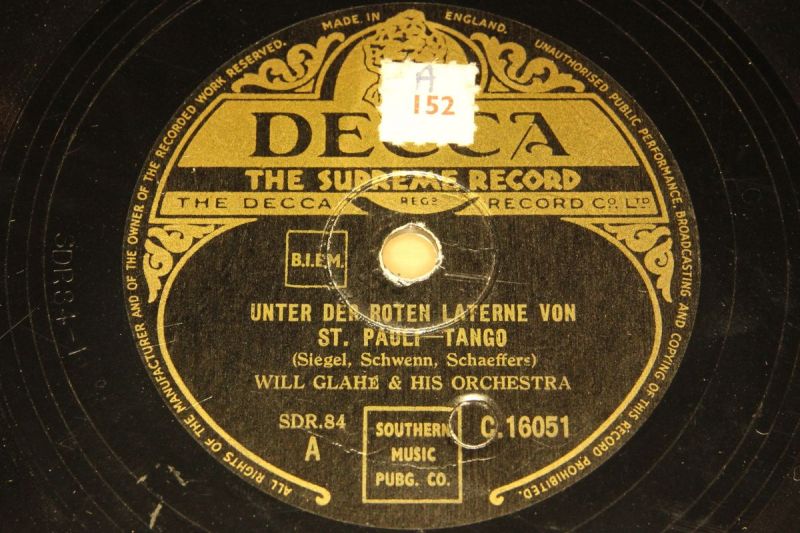 MADE IN ENGLAND.
ALL RIGHTS OF THE MANUFACTURER AND OF THE OWNER OF THE RECORDED WORK RESERVED.
UNAUTHORISED PUBLIC PERFORMANCE, BROADCASTING AND COPYING OF THIS RECORD PROHIBITED.
A
152
DECCA
THE SUPREME RECORD
THE DECCA REGD RECORD CO. LTD
B.I.E.M.
UNTER DER ROTEN LATERNE VON
ST. PAULI—TANGO
(Siegel, Schwenn, Schaeffers)
WILL GLAHÉ & HIS ORCHESTRA
SDR.84
A
SOUTHERN
MUSIC
PUBG. CO.
C.16051
SDR84-1